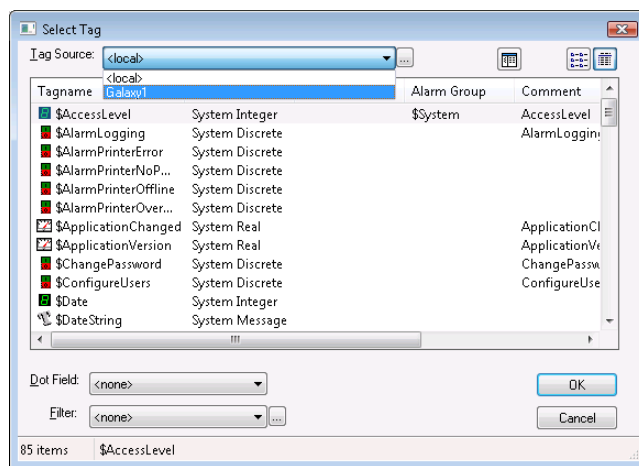 Select Tag
Tag Source: <local> ...
<local>
Galaxy1
Tagname Alarm Group Comment
$AccessLevel System Integer $System AccessLevel
$AlarmLogging System Discrete AlarmLogging
$AlarmPrinterError System Discrete
$AlarmPrinterNoP... System Discrete
$AlarmPrinterOffline System Discrete
$AlarmPrinterOver... System Discrete
$ApplicationChanged System Real ApplicationCl
$ApplicationVersion System Real ApplicationVe
$ChangePassword System Discrete ChangePassw
$ConfigureUsers System Discrete ConfigureUse
$Date System Integer
$DateString System Message
Dot Field: <none> OK
Filter: <none> ... Cancel
85 items $AccessLevel